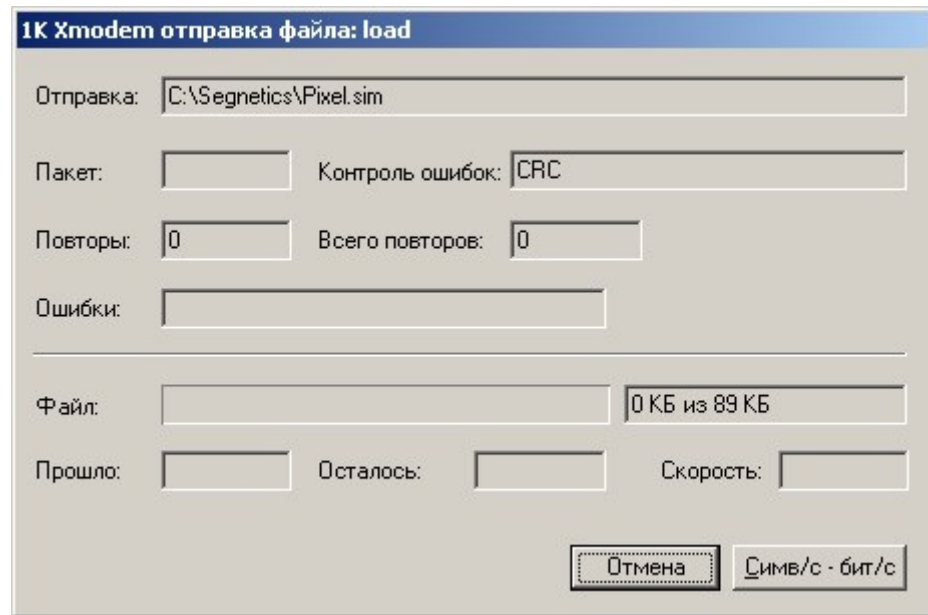 1K Xmodem отправка файла: load
Отправка: C:\Segnetics\Pixel.sim
Пакет: Контроль ошибок: CRC
Повторы: 0 Всего повторов: 0
Ошибки:
Файл: 0 КБ из 89 КБ
Прошло: Осталось: Скорость:
Отмена Симв/с - бит/с